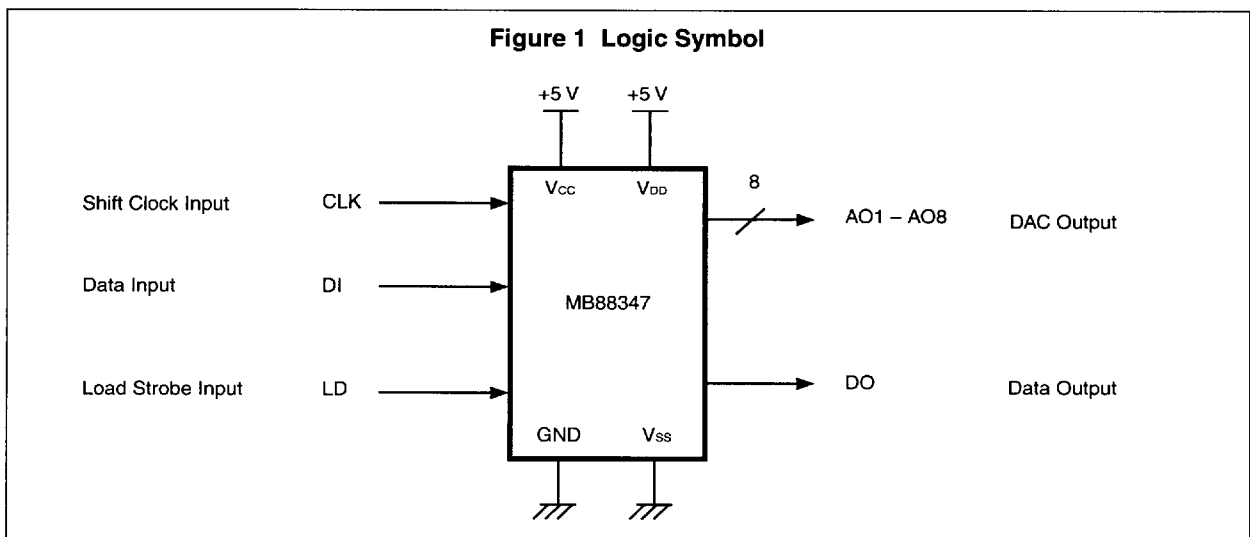 Figure 1 Logic Symbol
+5 V +5 V
VCC VDD
8
Shift Clock Input CLK
AO1 – AO8 DAC Output
Data Input DI
MB88347
Load Strobe Input LD
DO Data Output
GND VSS